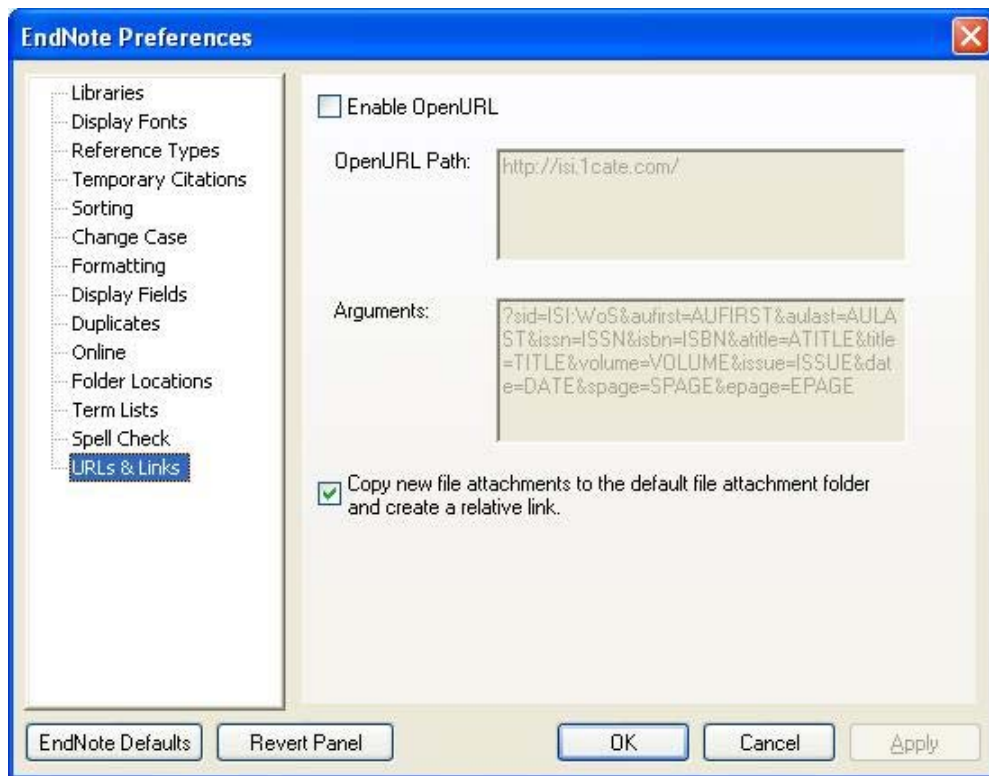 EndNote Preferences
Libraries
Display Fonts
Reference Types
Temporary Citations
Sorting
Change Case
Formatting
Display Fields
Duplicates
Online
Folder Locations
Term Lists
Spell Check
URLs & Links
Enable OpenURL
OpenURL Path:
http://isi.1cate.com/
Arguments:
?sid=ISI:WoS&aufirst=AUFIRST&aulast=AULA
ST&issn=ISSN&isbn=ISBN&atitle=ATITLE&title
=TITLE&volume=VOLUME&issue=ISSUE&dat
e=DATE&spage=SPAGE&epage=EPAGE
Copy new file attachments to the default file attachment folder
and create a relative link.
EndNote Defaults
Revert Panel
OK
Cancel
Apply